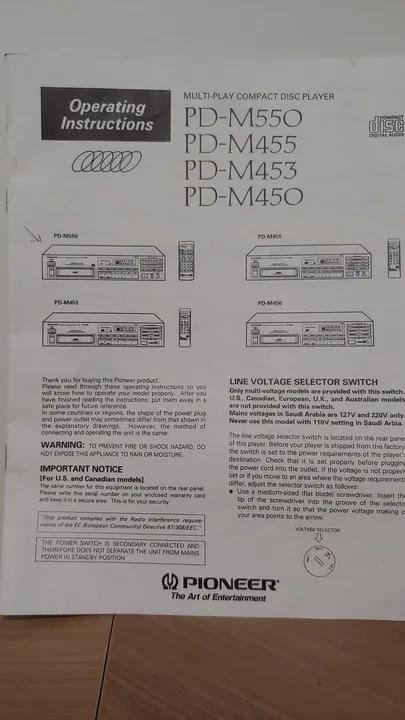 Operating
Instructions
MULTI-PLAY COMPACT DISC PLAYER
PD-M550
PD-M455
PD-M453
PD-M450
COMPACT
disc
DIGITAL AUDIO
PD-M550
PD-M455
PD-M453
PD-M450
Thank you for buying this Pioneer product.
Please read through these operating instructions so you
will know how to operate your model properly. After you
have finished reading the instructions, put them away in a
safe place for future reference.
In some countries or regions, the shape of the power plug
and power outlet may sometimes differ from that shown in
the explanatory drawings. However, the method of
connecting and operating the unit is the same.
WARNING: TO PREVENT FIRE OR SHOCK HAZARD, DO
NOT EXPOSE THIS APPLIANCE TO RAIN OR MOISTURE.
IMPORTANT NOTICE
[For U.S. and Canadian models]
The serial number for this equipment is located on the rear panel.
Please write this serial number on your enclosed warranty card
and keep it in a secure area. This is for your security.
"This product complies with the Radio Interference require-
ments of the EC (European Community) Directive 87/308/EEC."
THE POWER SWITCH IS SECONDARY CONNECTED AND
THEREFORE DOES NOT SEPARATE THE UNIT FROM MAINS
POWER IN STANDBY POSITION
LINE VOLTAGE SELECTOR SWITCH
Only multi-voltage models are provided with this switch.
U.S., Canadian, European, U.K., and Australian models
are not provided with this switch.
Mains voltages in Saudi Arabia are 127V and 220V only.
Never use this model with 110V setting in Saudi Arbia.
The line voltage selector switch is located on the rear pane
of this player. Before your player is shipped from the factory
the switch is set to the power requirements of the player's
destination. Check that it is set properly before plugging
the power cord into the outlet. If the voltage is not properly
set or if you move to an area where the voltage requirements
differ, adjust the selector switch as follows:
● Use a medium-sized (flat blade) screwdriver. Insert the
tip of the screwdriver into the groove of the selecto
switch and turn it so that the power voltage making o
your area points to the arrow.
VOLTAGE SELECTOR
PIONEER®
The Art of Entertainment